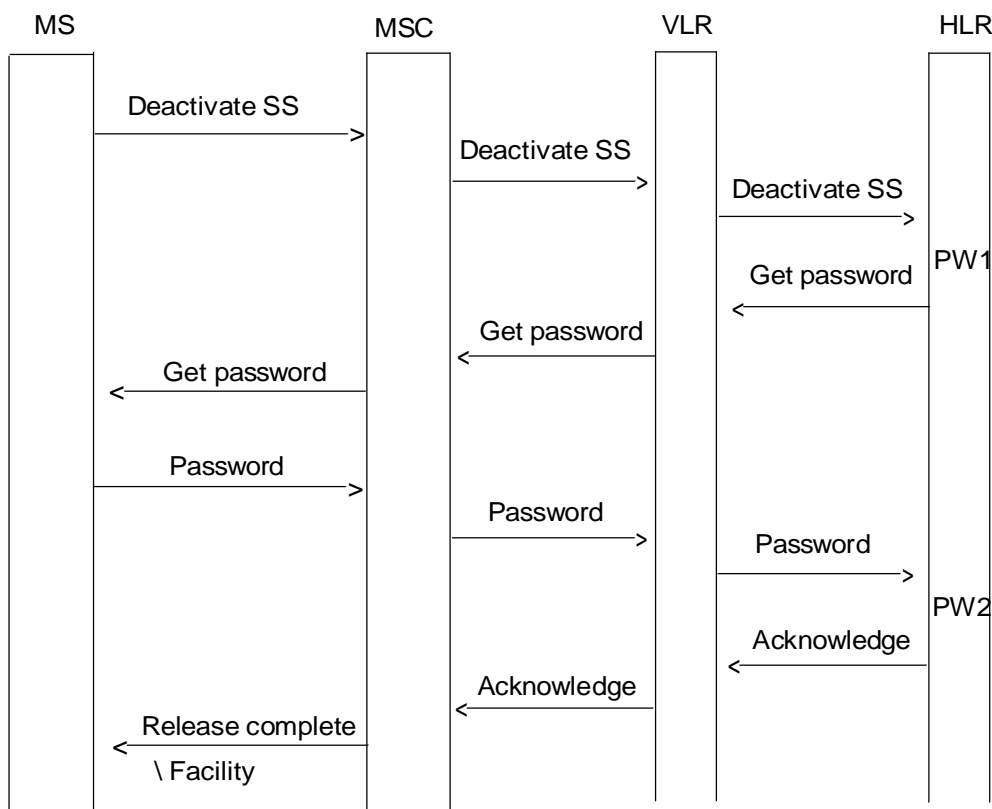 MS MSC VLR HLR
Deactivate SS
Deactivate SS
Deactivate SS
PW1
Get password
Get password
Get password
Password
Password
Password
PW2
Acknowledge
Acknowledge
Release complete
\ Facility